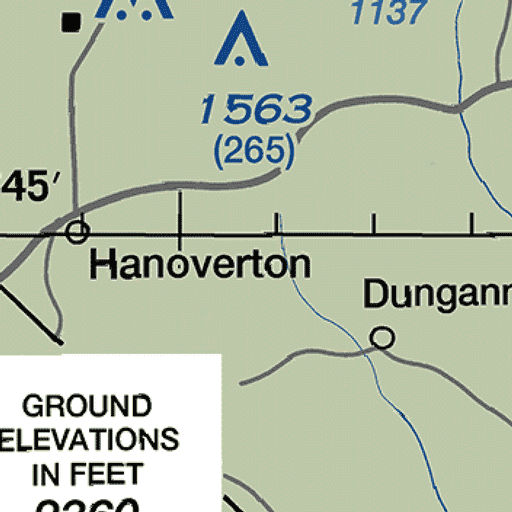 1137
1563
(265)
45′
Hanoverton
Dungann
GROUND
ELEVATIONS
IN FEET